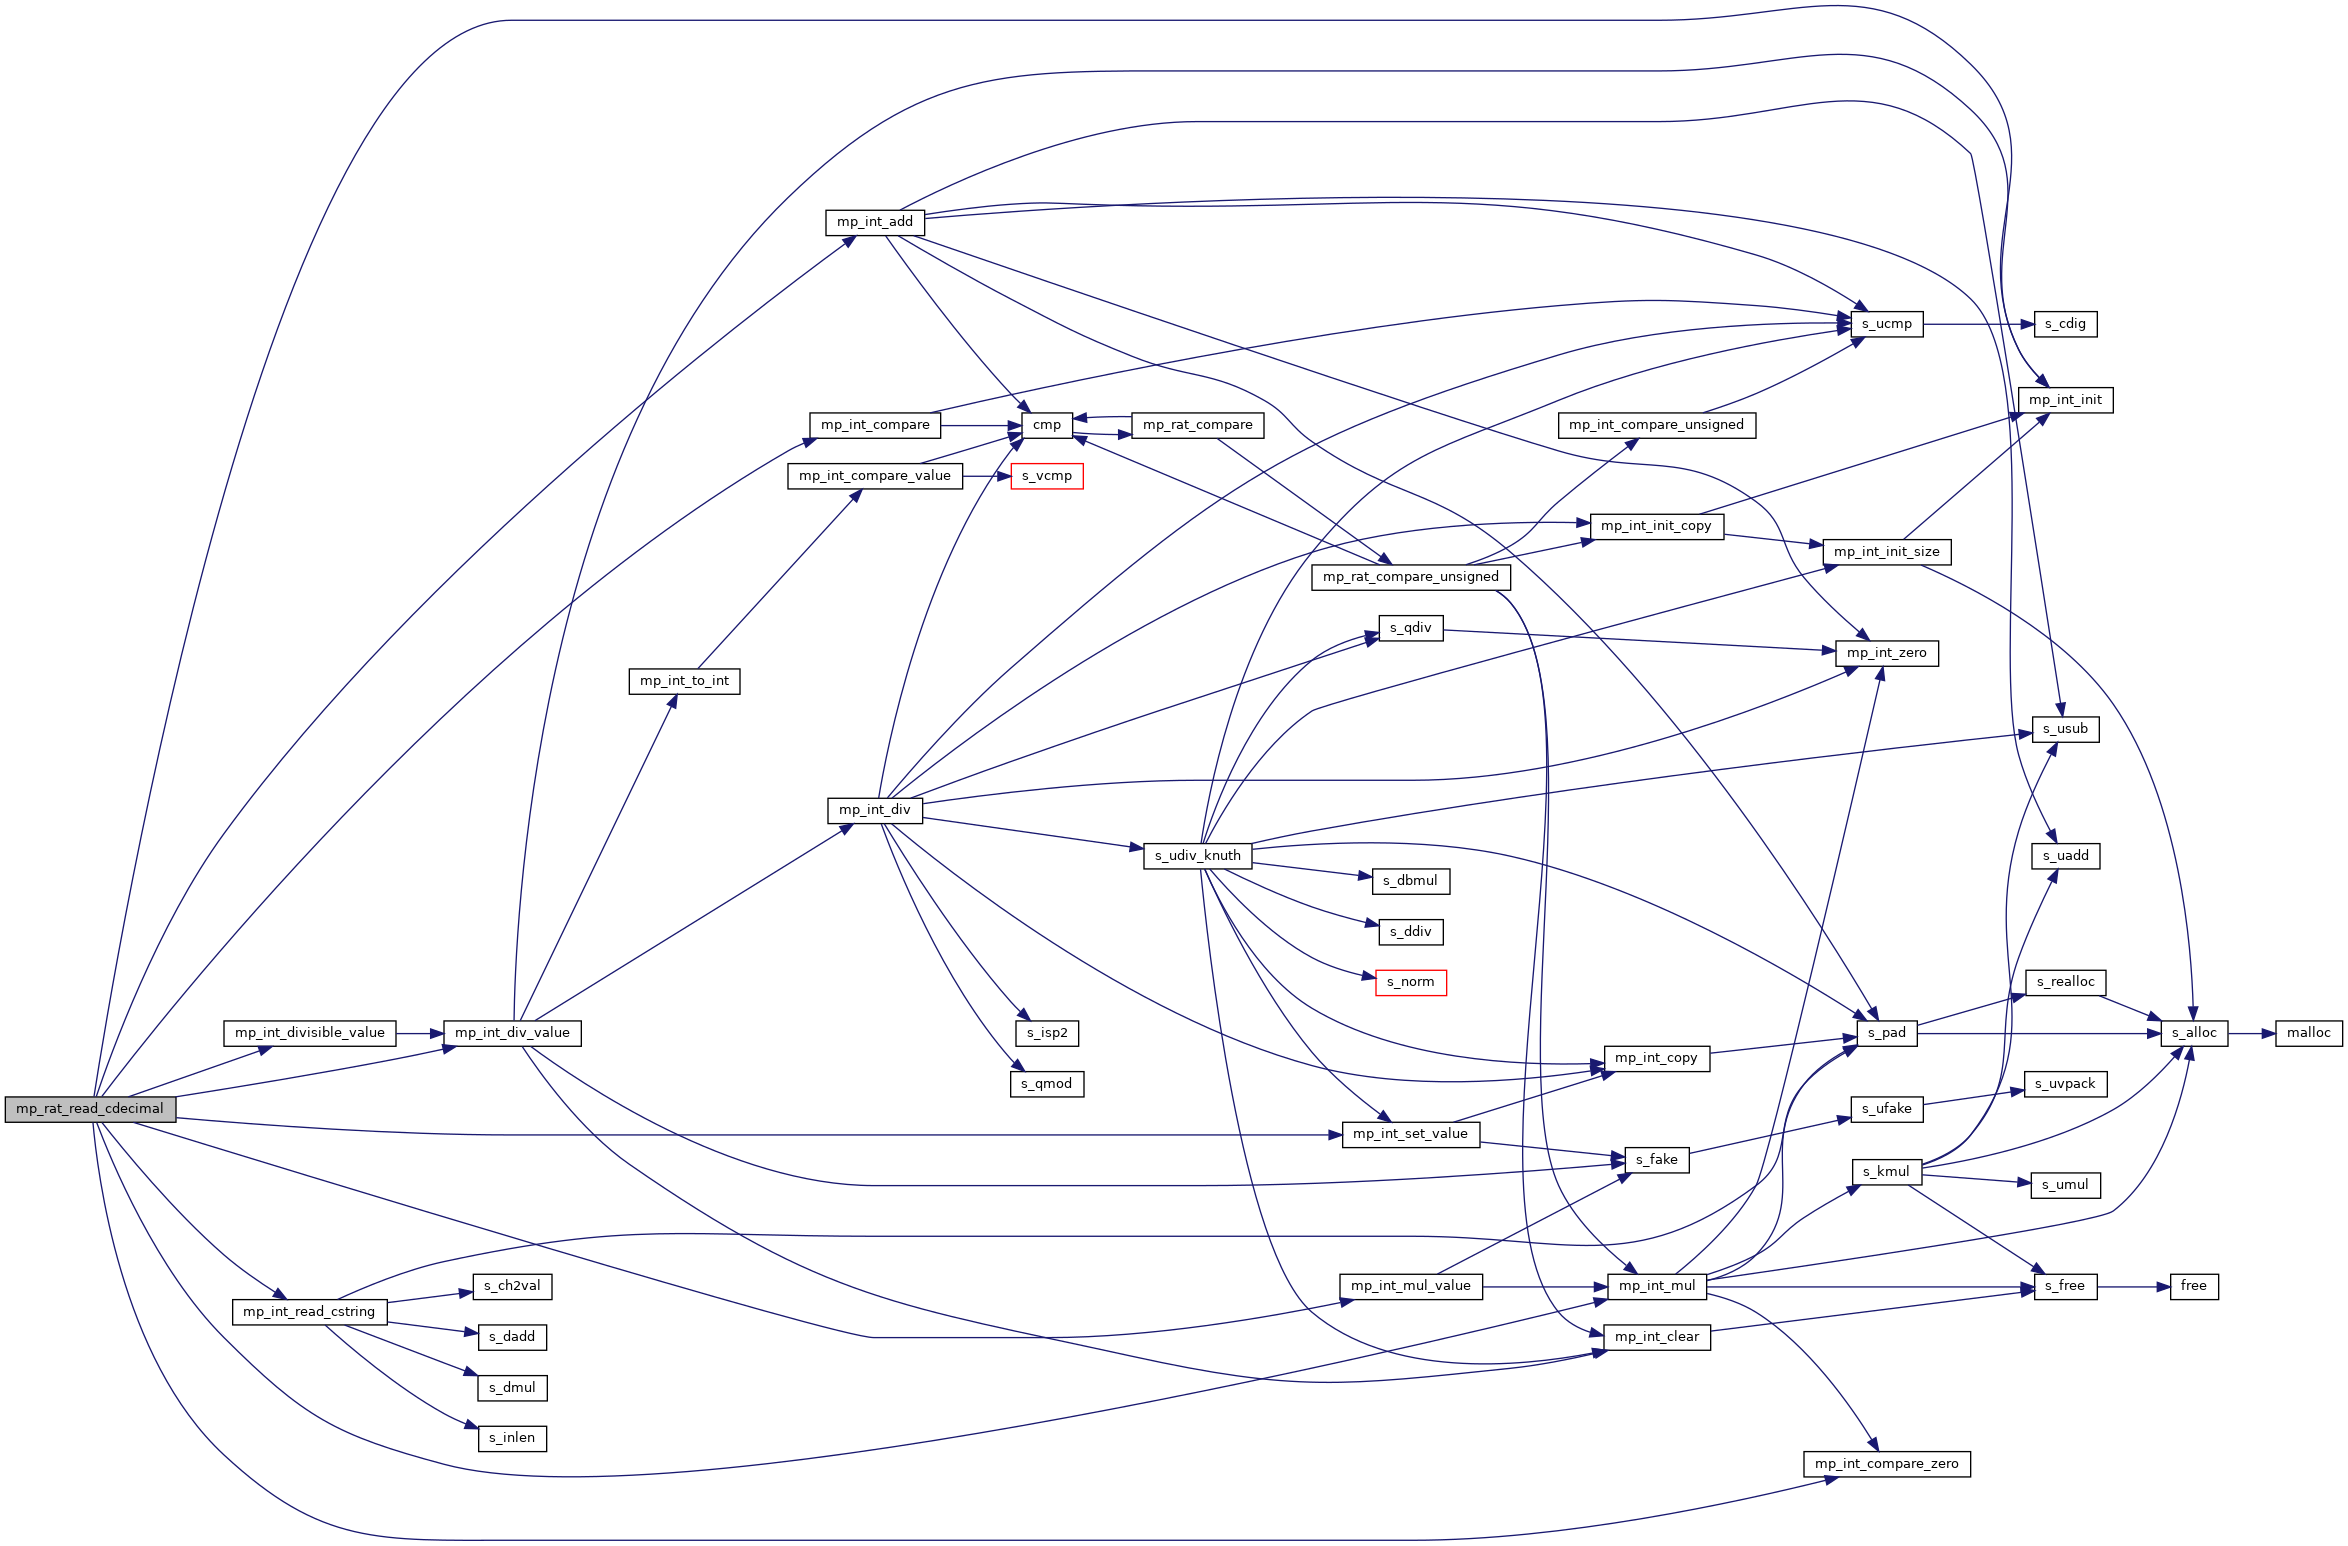 mp_int_add
s_ucmp
s_cdig
mp_int_init
mp_int_compare
cmp
mp_rat_compare
mp_int_compare_unsigned
mp_int_compare_value
s_vcmp
mp_int_init_copy
mp_int_init_size
mp_rat_compare_unsigned
s_qdiv
mp_int_zero
mp_int_to_int
s_usub
mp_int_div
s_udiv_knuth
s_uadd
s_dbmul
s_ddiv
s_norm
s_realloc
mp_int_divisible_value
mp_int_div_value
s_isp2
s_pad
s_alloc
malloc
mp_int_copy
s_qmod
s_uvpack
mp_rat_read_cdecimal
s_ufake
mp_int_set_value
s_fake
s_kmul
s_umul
s_ch2val
mp_int_mul_value
mp_int_mul
s_free
free
mp_int_read_cstring
s_dadd
mp_int_clear
s_dmul
s_inlen
mp_int_compare_zero